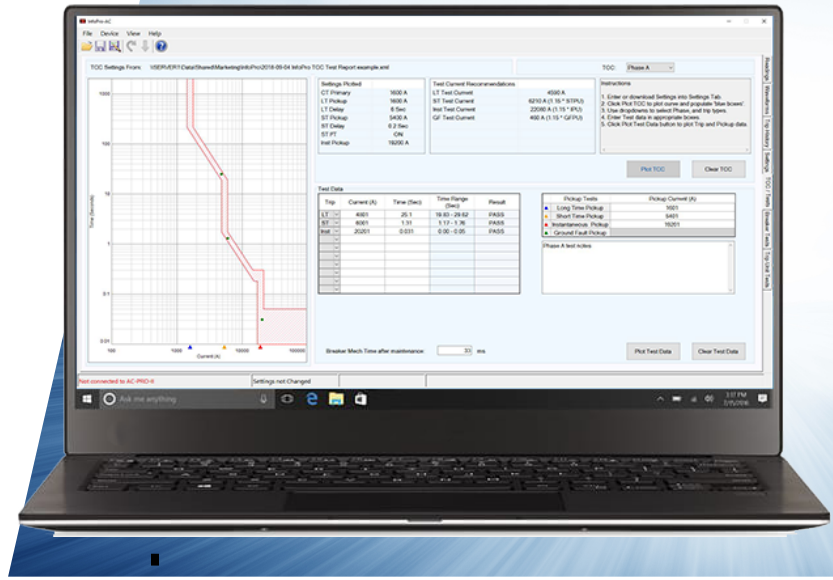 InfoPro-AC
File Device View Help
TOC Settings From: \\SERVER1\Data\Shared\Marketing\InfoPro\2018-09-04 InfoPro TOC Test Report example.xml
TOC: Phase A
Settings Plotted
CT Primary 1600 A
LT Pickup 1600 A
LT Delay 6 Sec
ST Pickup 5400 A
ST Delay 0.2 Sec
ST I²T ON
Inst Pickup 19200 A
Test Current Recommendations
LT Test Current 4500 A
ST Test Current 6210 A (1.15 * STPU)
Inst Test Current 22080 A (1.15 * IPU)
GF Test Current 460 A (1.15 * GFPU)
Instructions
1. Enter or download Settings into Settings Tab.
2. Click Plot TOC to plot curve and populate 'blue boxes'.
3. Use dropdowns to select Phase, and trip types.
4. Enter Test data in appropriate boxes.
5. Click Plot Test Data button to plot Trip and Pickup data.
Plot TOC Clear TOC
Readings
Waveforms
Trip History
Settings
TOC / Tests
Breaker Tests
Trip Unit Tests
Time (Seconds)
1000
100
10
1
0.1
0.01
100 1000 10000 100000
Current (A)
Test Data
Trip Current (A) Time (Sec) Time Range (Sec) Result
LT 4801 25.1 PASS
ST 6001 1.31 1.17 - 1.76 PASS
Inst 20201 0.031 0.00 - 0.05 PASS
Pickup Tests Pickup Current (A)
Long Time Pickup 1601
Short Time Pickup 5401
Instantaneous Pickup 19201
Ground Fault Pickup
Phase A test notes
Breaker Mech Time after maintenance: 33 ms
Plot Test Data Clear Test Data
Not connected to AC-PRO-II
Settings not Changed
Ask me anything
3:17 PM